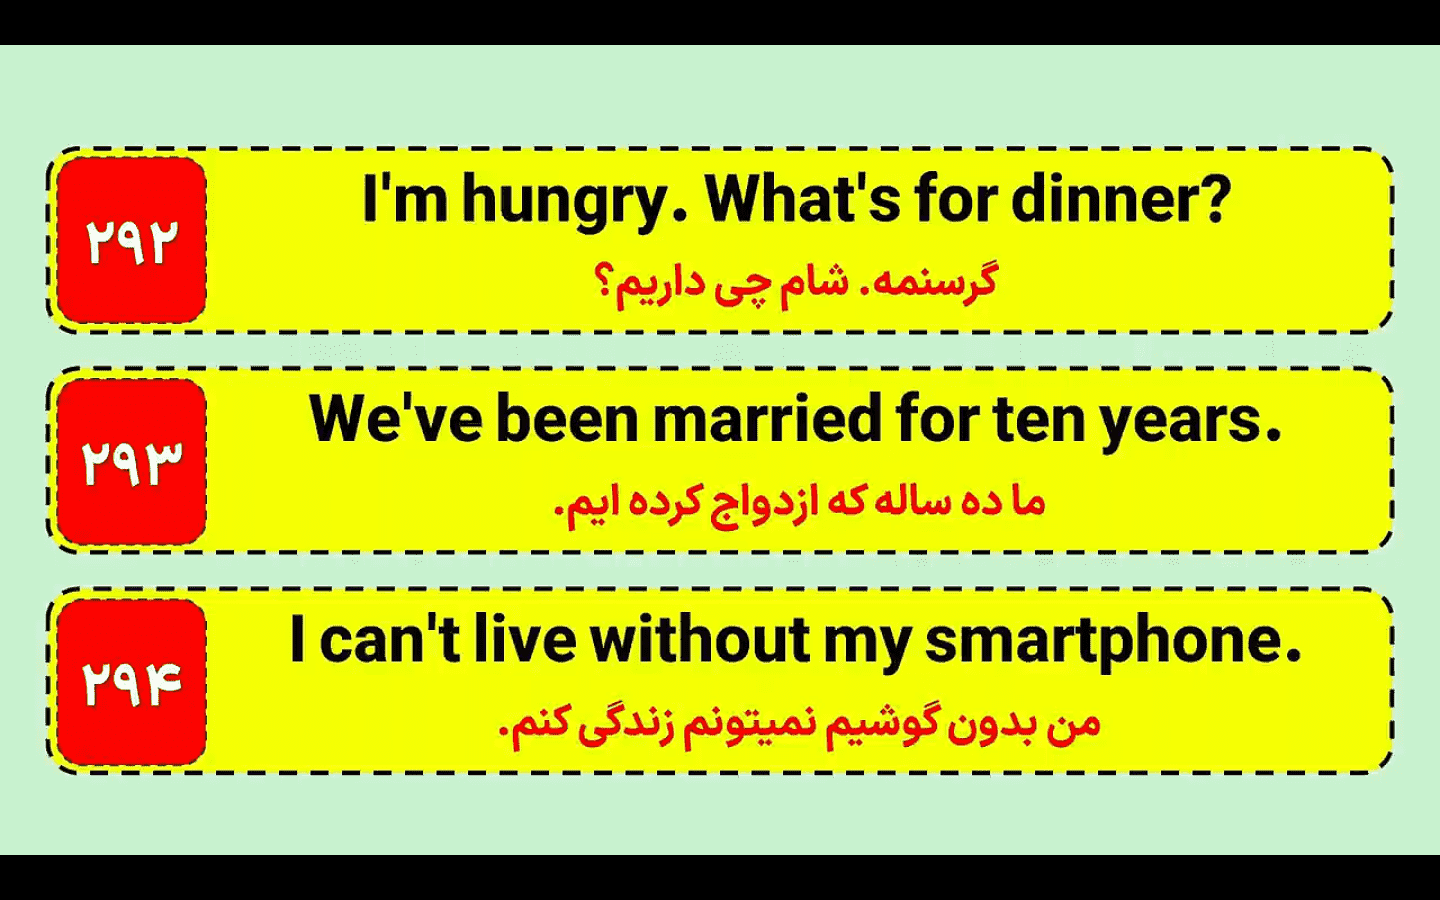 ۲۹۲
I'm hungry. What's for dinner?
گرسنمه. شام چی داریم؟
۲۹۳
We've been married for ten years.
ما ده ساله که ازدواج کرده ایم.
۲۹۴
I can't live without my smartphone.
من بدون گوشیم نمیتونم زندگی کنم.